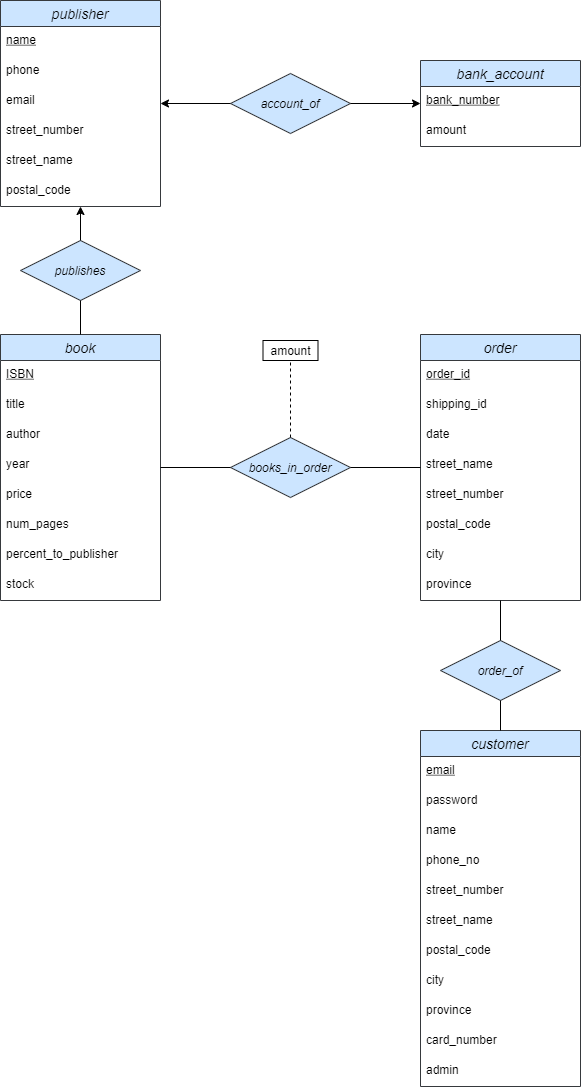 publisher
name
phone
email
street_number
street_name
postal_code
account_of
bank_account
bank_number
amount
publishes
book
ISBN
title
author
year
price
num_pages
percent_to_publisher
stock
amount
books_in_order
order
order_id
shipping_id
date
street_name
street_number
postal_code
city
province
order_of
customer
email
password
name
phone_no
street_number
street_name
postal_code
city
province
card_number
admin